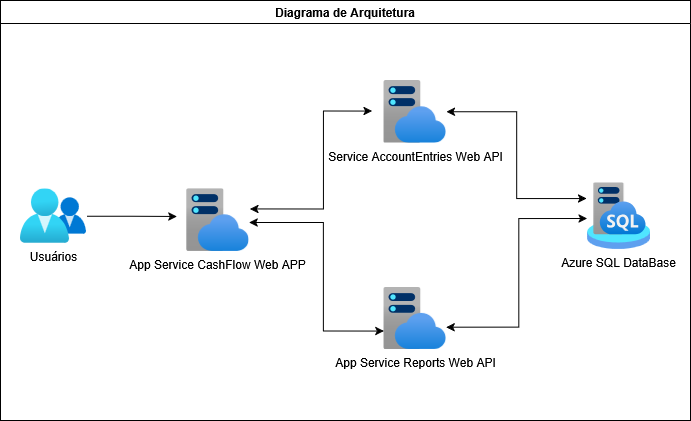 Diagrama de Arquitetura
Service AccountEntries Web API
Usuários
App Service CashFlow Web APP
SQL
Azure SQL DataBase
App Service Reports Web API